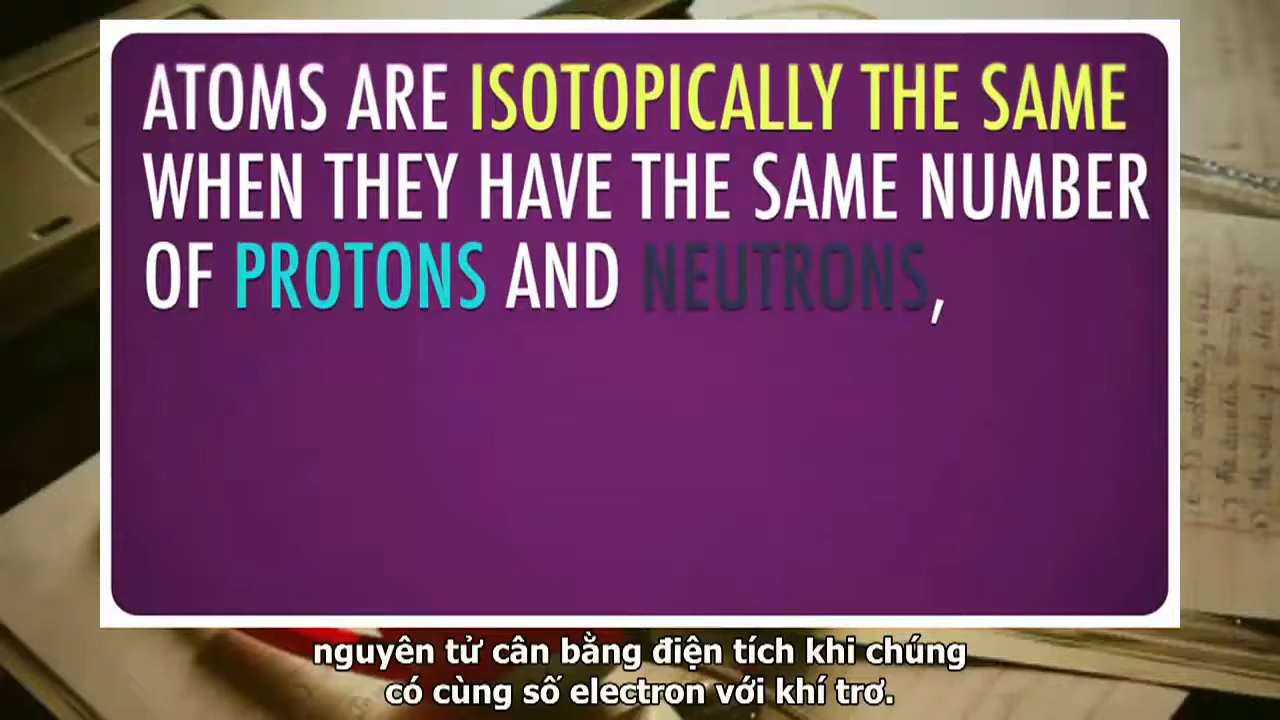 ATOMS ARE ISOTOPICALLY THE SAME
WHEN THEY HAVE THE SAME NUMBER
OF PROTONS AND NEUTRONS,
nguyên tử cân bằng điện tích khi chúng
có cùng số electron với khí trơ.